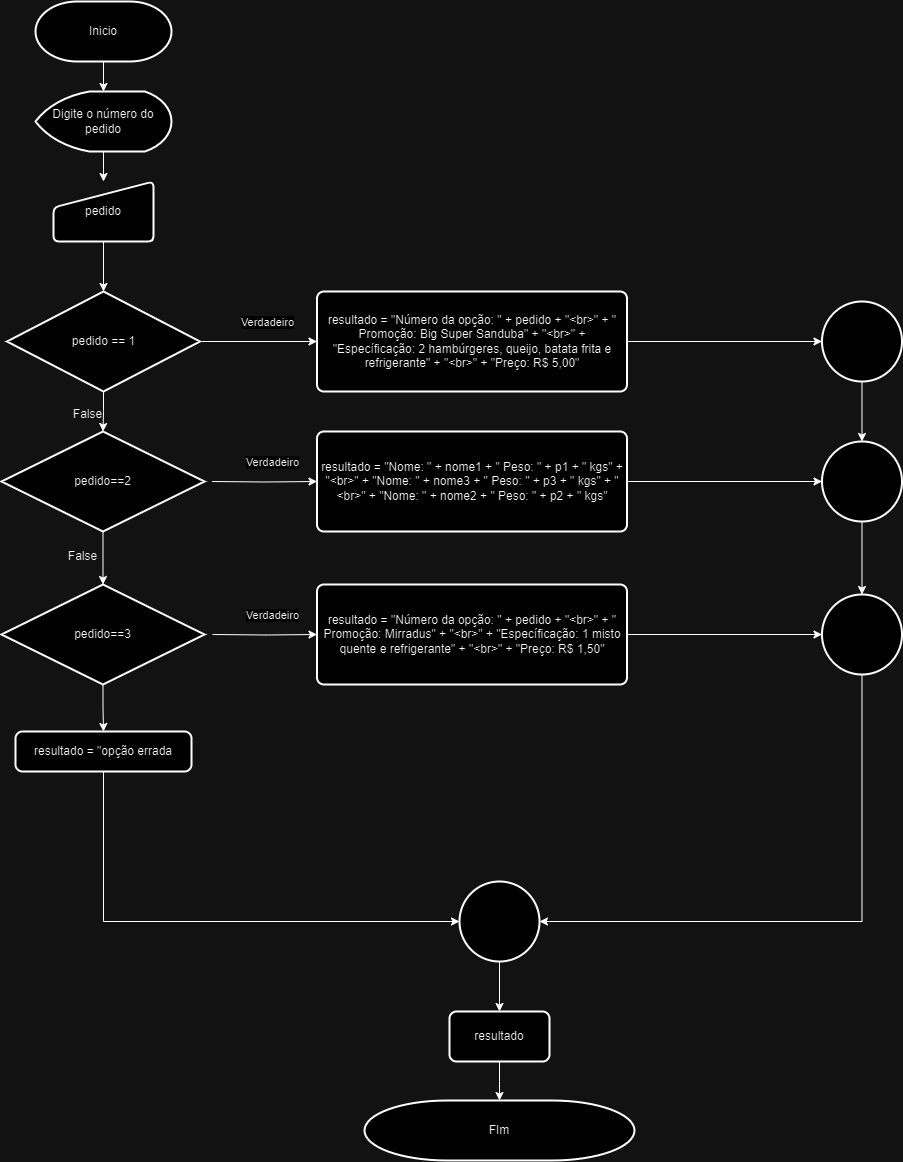 Inicio
Digite o número do
pedido
pedido
pedido == 1
Verdadeiro
resultado = "Número da opção: " + pedido + "<br>" + "
Promoção: Big Super Sanduba" + "<br>" +
"Específicação: 2 hambúrgeres, queijo, batata frita e
refrigerante" + "<br>" + "Preço: R$ 5,00"
False
pedido==2
Verdadeiro
resultado = "Nome: " + nome1 + " Peso: " + p1 + " kgs" +
"<br>" + "Nome: " + nome3 + " Peso: " + p3 + " kgs" + "
<br>" + "Nome: " + nome2 + " Peso: " + p2 + " kgs"
False
pedido==3
Verdadeiro
resultado = "Número da opção: " + pedido + "<br>" + "
Promoção: Mirradus" + "<br>" + "Específicação: 1 misto
quente e refrigerante" + "<br>" + "Preço: R$ 1,50"
resultado = "opção errada
resultado
FIm